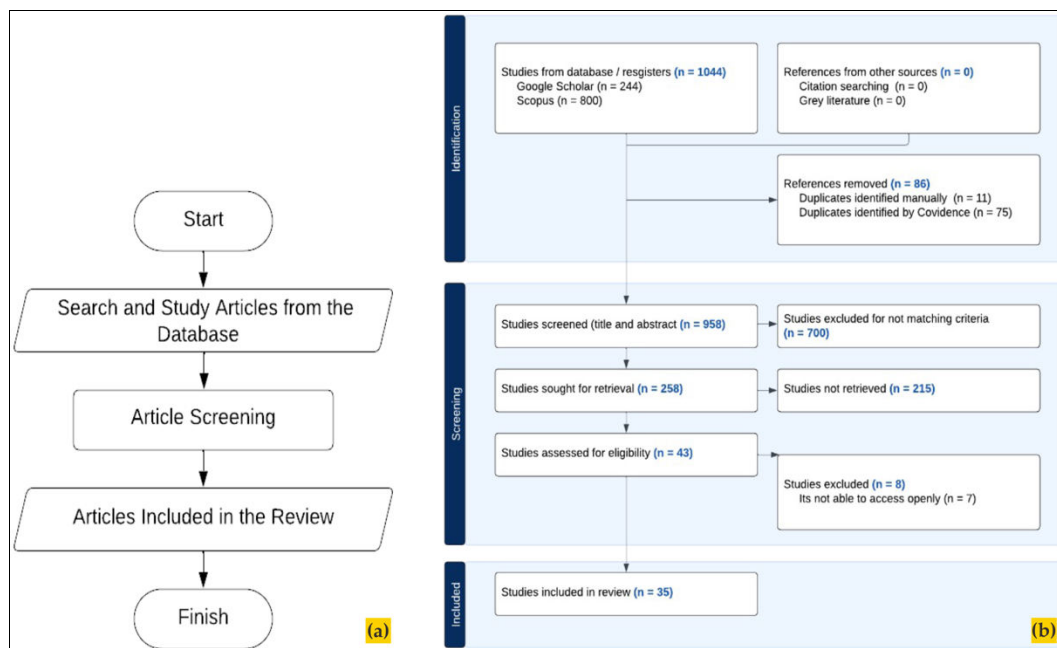 Start
Search and Study Articles from the
Database
Article Screening
Articles Included in the Review
Finish
(a)
Identification
Studies from database / resgisters (n = 1044)
Google Scholar (n = 244)
Scopus (n = 800)
References from other sources (n = 0)
Citation searching (n = 0)
Grey literature (n = 0)
References removed (n = 86)
Duplicates identified manually (n = 11)
Duplicates identified by Covidence (n = 75)
Screening
Studies screened (title and abstract (n = 958)
Studies excluded for not matching criteria
(n = 700)
Studies sought for retrieval (n = 258)
Studies not retrieved (n = 215)
Studies assessed for eligibility (n = 43)
Studies excluded (n = 8)
Its not able to access openly (n = 7)
Included
Studies included in review (n = 35)
(b)